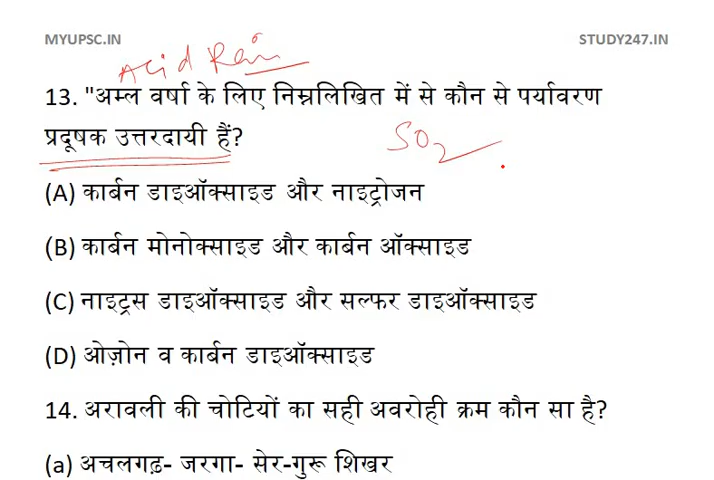 MYUPSC.IN STUDY247.IN
Acid Rain
13. "अम्ल वर्षा के लिए निम्नलिखित में से कौन से पर्यावरण
प्रदूषक उत्तरदायी हैं?
SO2
(A) कार्बन डाइऑक्साइड और नाइट्रोजन
(B) कार्बन मोनोक्साइड और कार्बन ऑक्साइड
(C) नाइट्रस डाइऑक्साइड और सल्फर डाइऑक्साइड
(D) ओज़ोन व कार्बन डाइऑक्साइड
14. अरावली की चोटियों का सही अवरोही क्रम कौन सा है?
(a) अचलगढ़- जरगा- सेर-गुरू शिखर